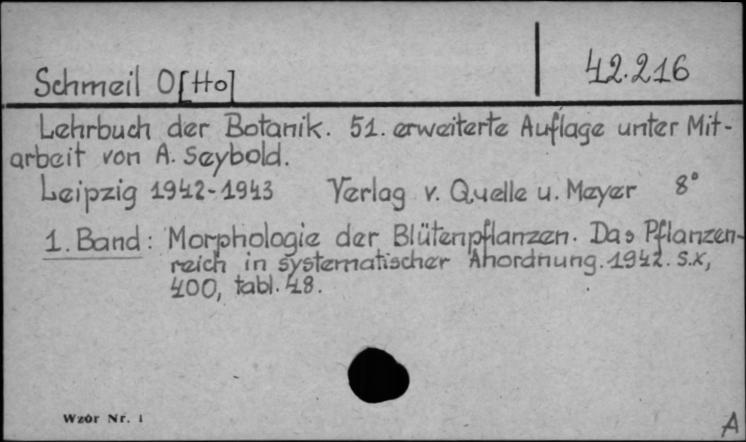 Schmeil O[tto]
42.216
Lehrbuch der Botanik. 51. erweiterte Auflage unter Mit-
arbeit von A. Seybold.
Leipzig 1942-1943 Verlag v. Quelle u. Meyer 8°
1. Band: Morphologie der Blütenpflanzen. Das Pflanzen-
reich in systematischer Anordnung. 1942. S.X,
400, tabl. 48.
Wzór Nr. 1
A